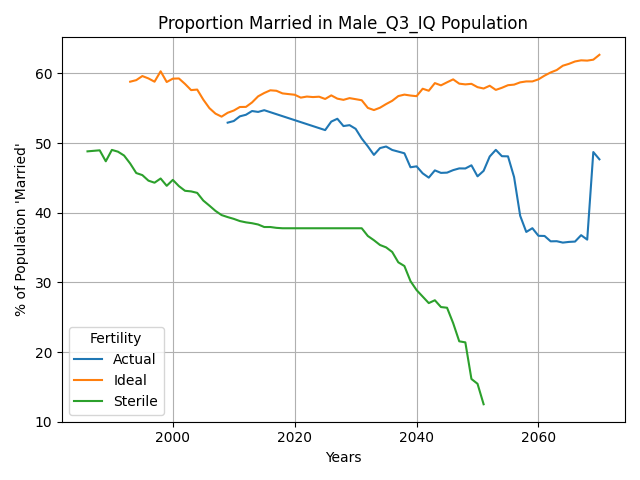 Proportion Married in Male_Q3_IQ Population
% of Population 'Married'
60
50
40
30
20
10
Fertility
Actual
Ideal
Sterile
2000
2020
2040
2060
Years